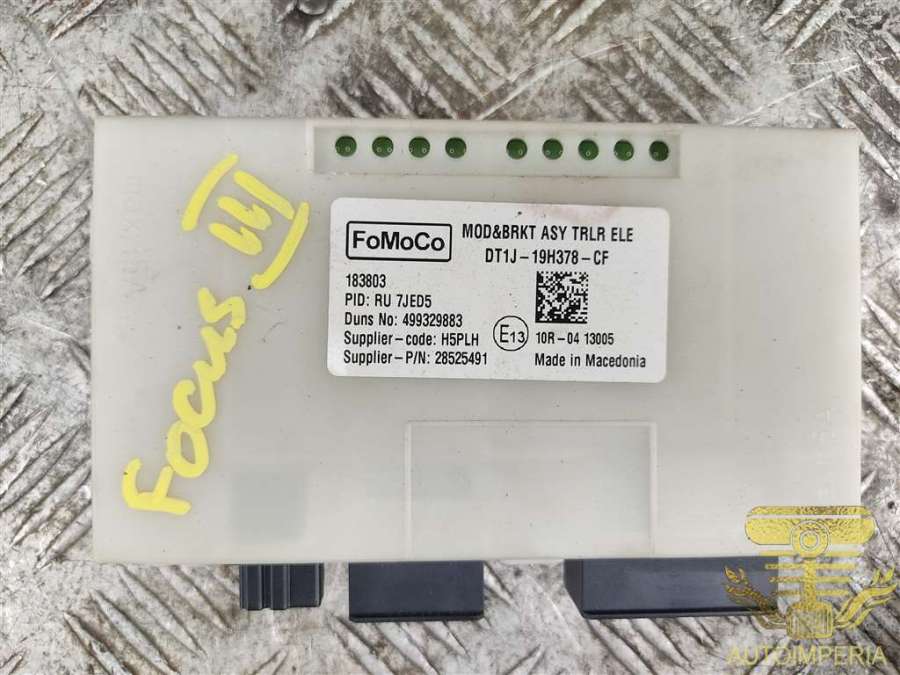 FoMoCo
MOD&BRKT ASY TRLR ELE
DT1J-19H378-CF
183803
PID: RU 7JED5
Duns No: 499329883
Supplier-code: H5PLH
Supplier-P/N: 28525491
E13
10R-04 13005
Made in Macedonia
Focus III
AUTOIMPERIA